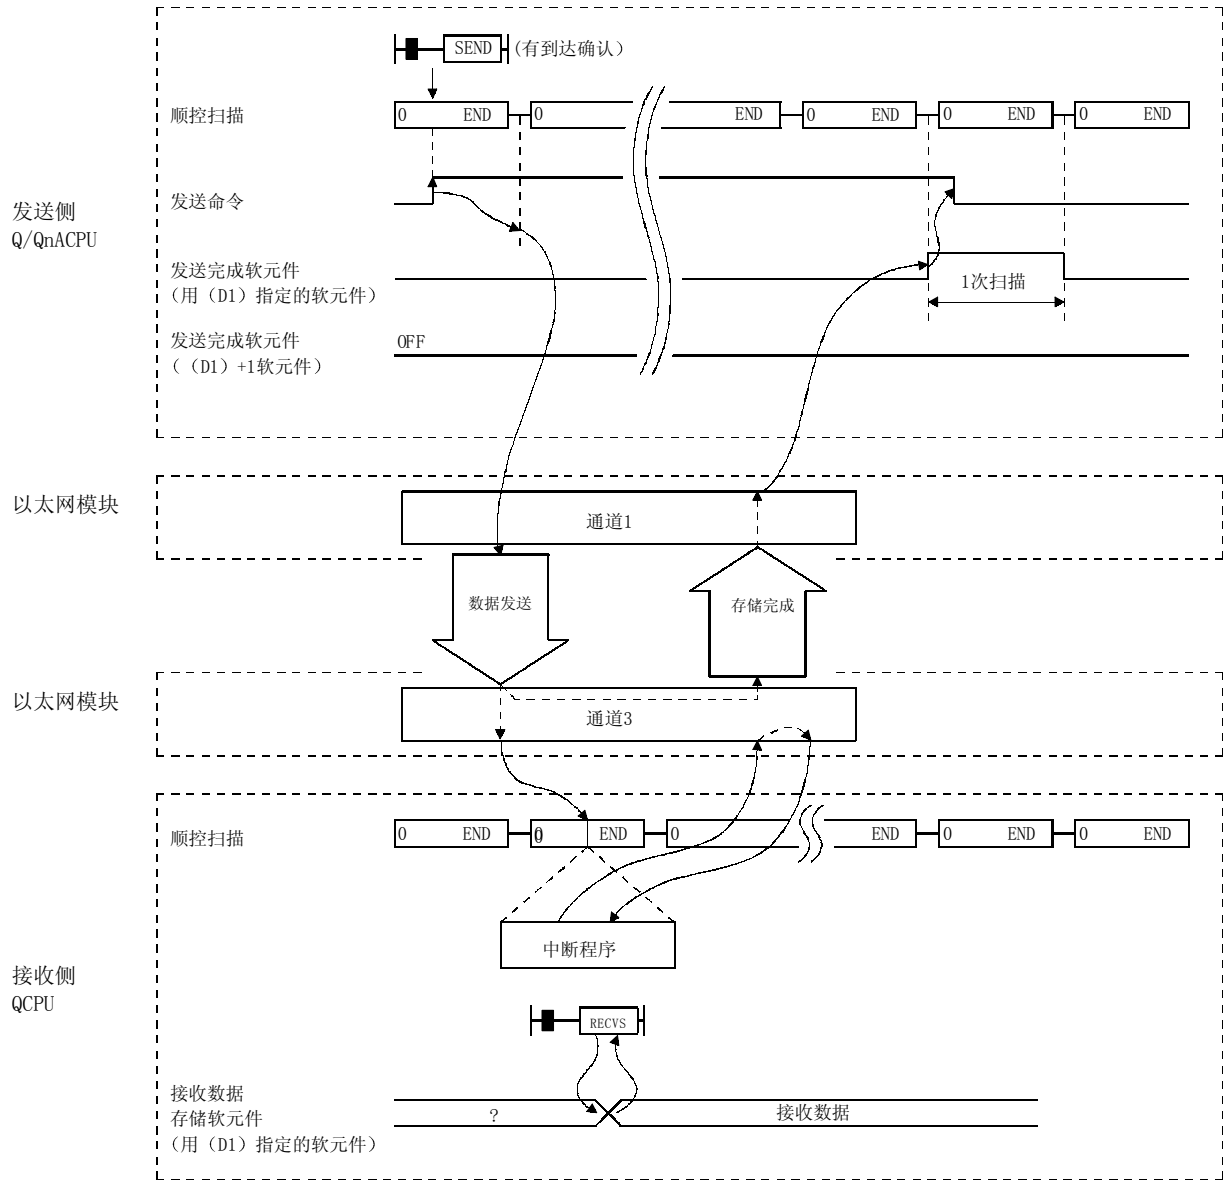 SEND (有到达确认）
顺控扫描
0 END 0 END 0 END 0 END 0 END
发送命令
发送侧
Q/QnACPU
发送完成软元件
（用（D1）指定的软元件）
1次扫描
发送完成软元件
（（D1）+1软元件）
OFF
以太网模块
通道1
数据发送
存储完成
以太网模块
通道3
顺控扫描
0 END 0 END 0 END 0 END 0 END
中断程序
接收侧
QCPU
RECVS
接收数据
存储软元件
（用（D1）指定的软元件）
? 接收数据